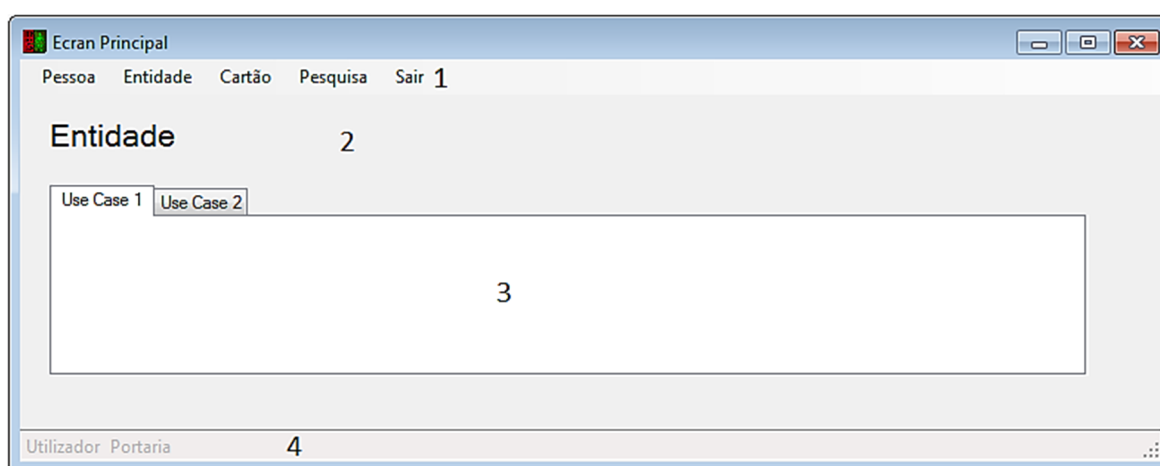 Ecran Principal
Pessoa Entidade Cartão Pesquisa Sair 1
Entidade 2
Use Case 1 Use Case 2
3
Utilizador Portaria 4